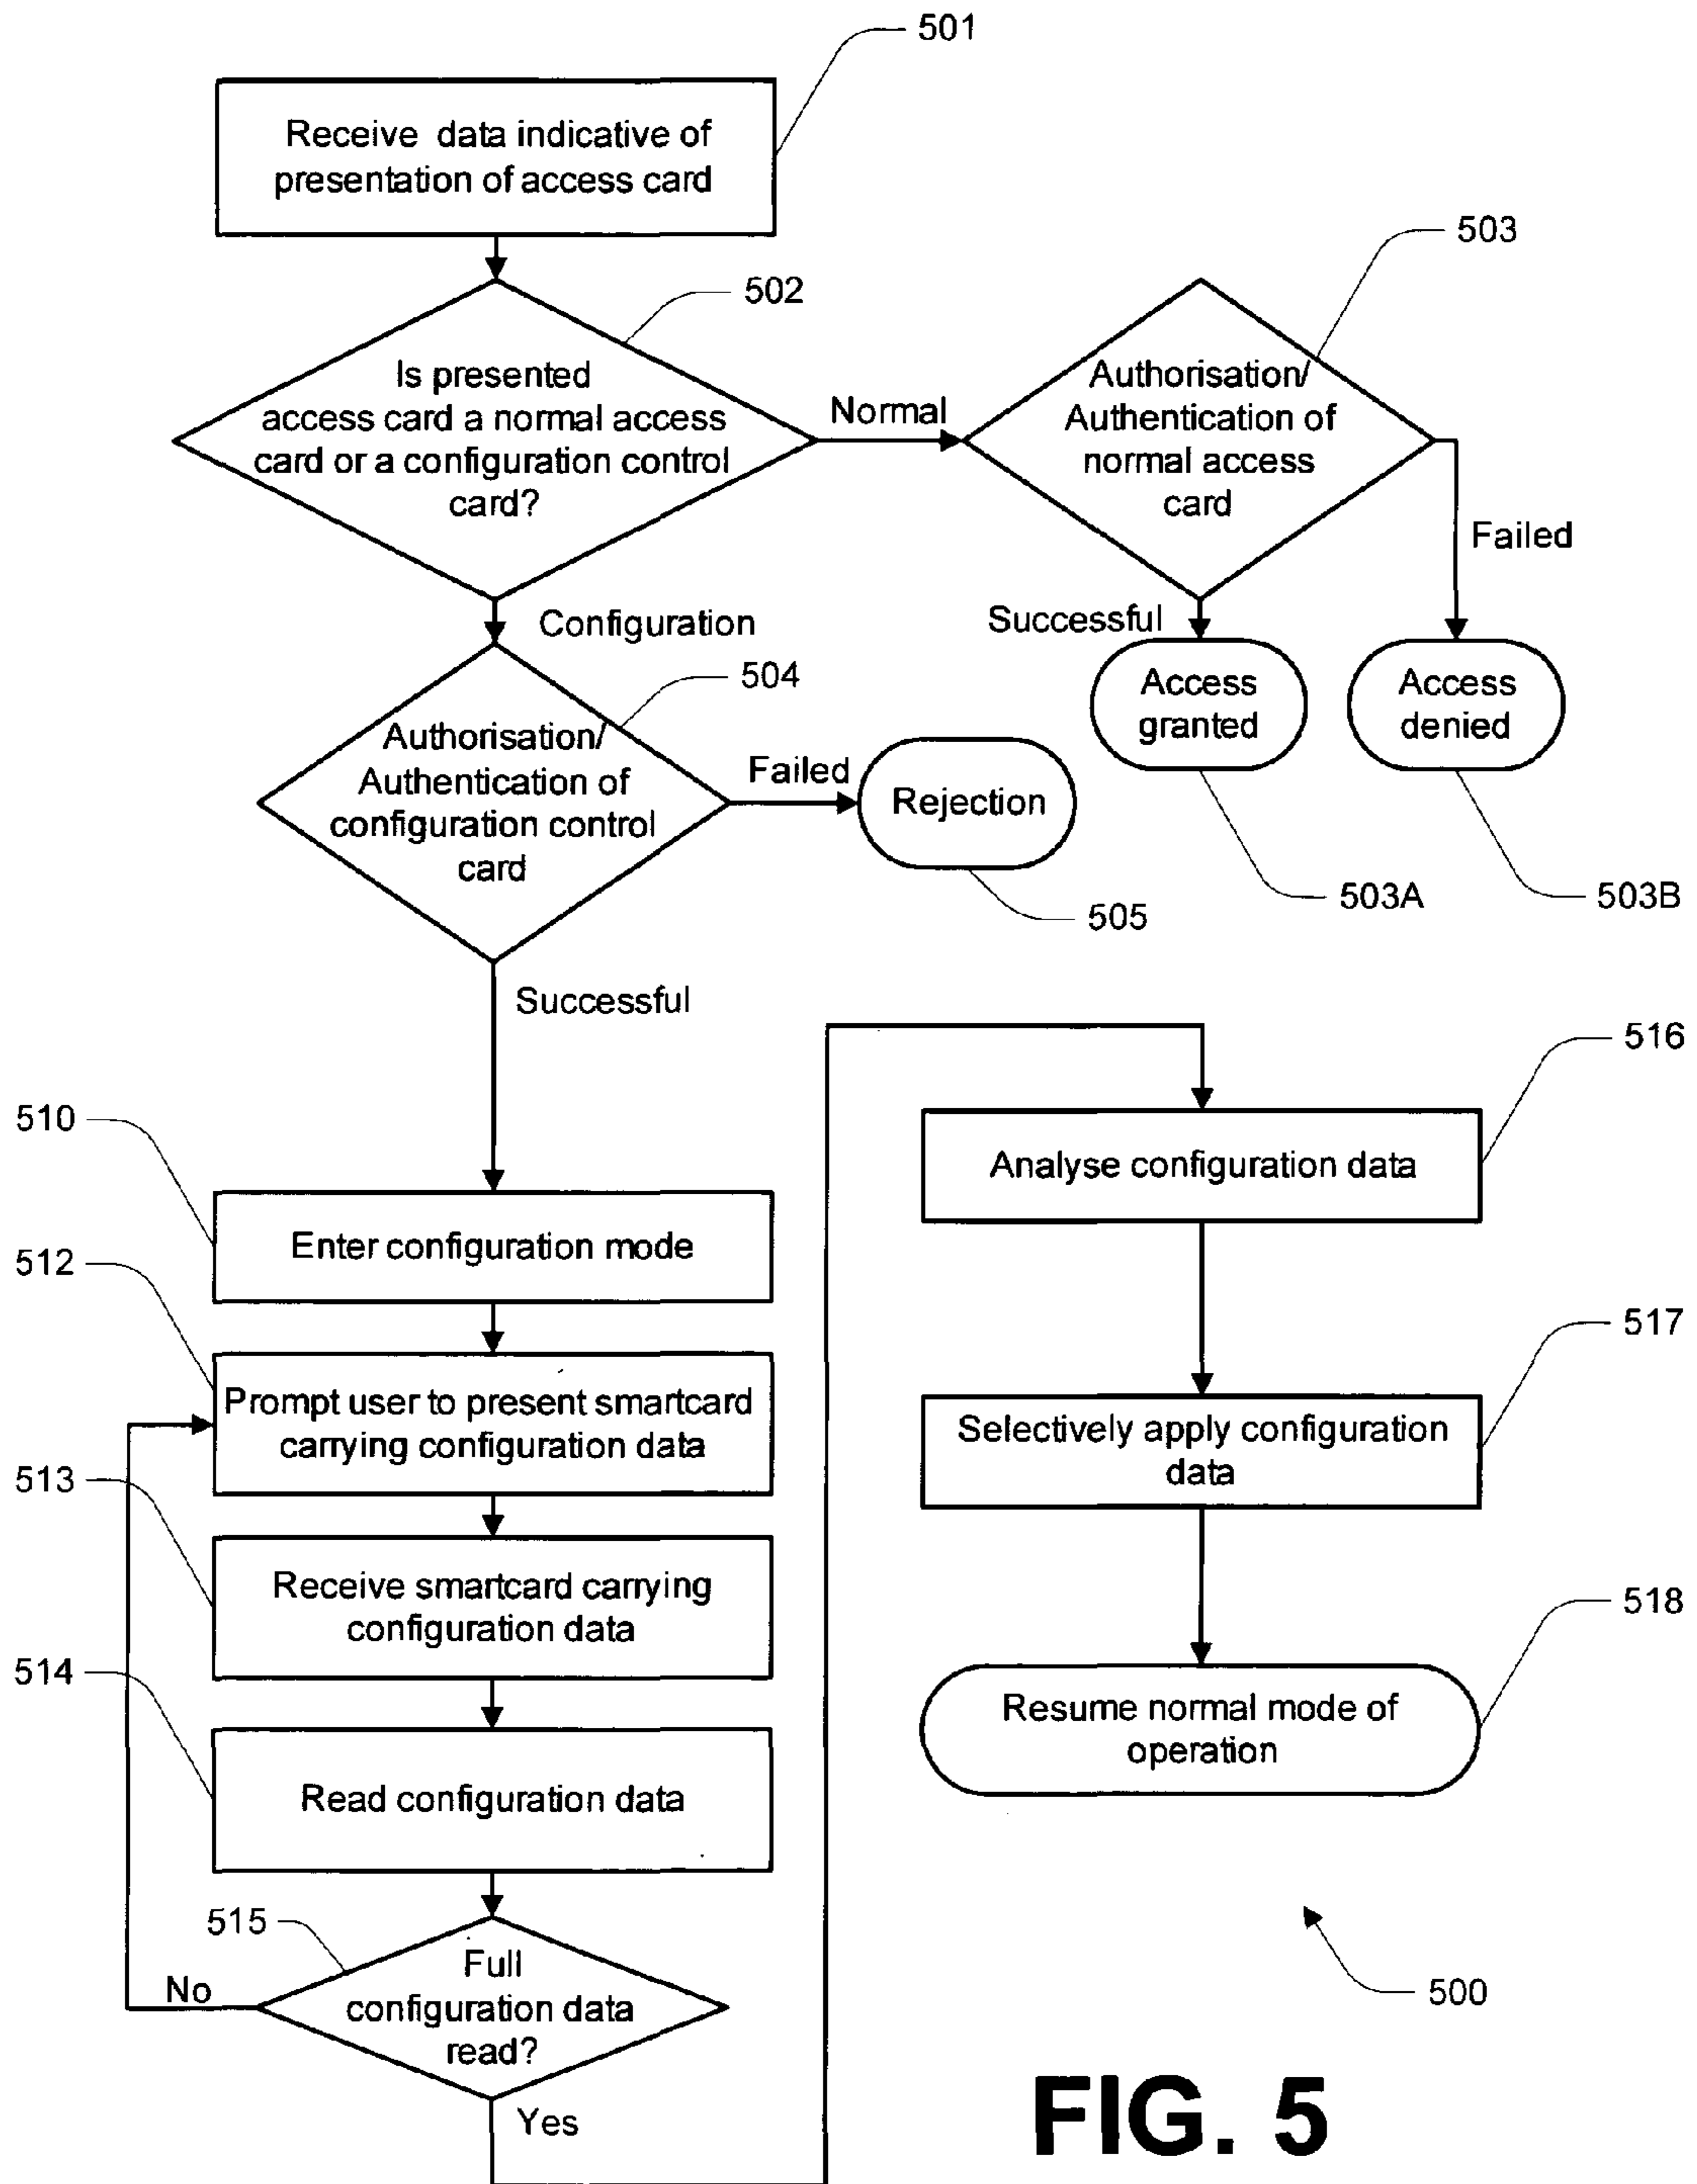 501
Receive data indicative of
presentation of access card
502
Is presented
access card a normal access
card or a configuration control
card?
Normal
503
Authorisation/
Authentication of
normal access
card
Failed
Successful
Access
granted
Access
denied
503A
503B
Configuration
504
Authorisation/
Authentication of
configuration control
card
Failed
Rejection
505
Successful
510
Enter configuration mode
512
Prompt user to present smartcard
carrying configuration data
513
Receive smartcard carrying
configuration data
514
Read configuration data
515
Full
configuration data
read?
No
Yes
516
Analyse configuration data
517
Selectively apply configuration
data
518
Resume normal mode of
operation
500
FIG. 5